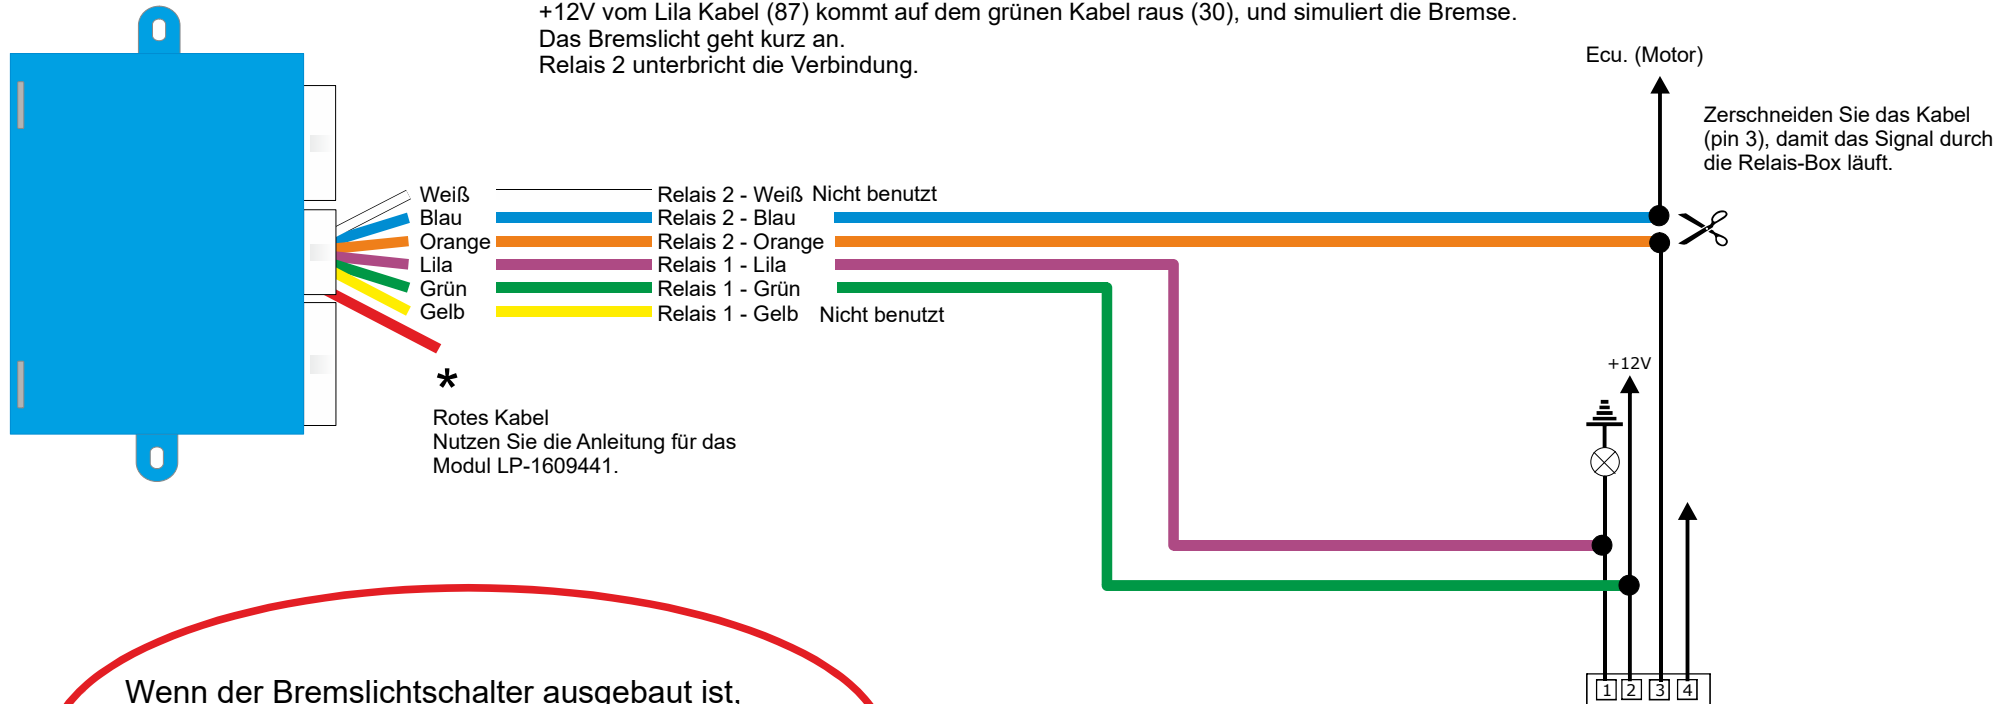 +12V vom Lila Kabel (87) kommt auf dem grünen Kabel raus (30), und simuliert die Bremse.
Das Bremslicht geht kurz an.
Relais 2 unterbricht die Verbindung.
Ecu. (Motor)
Zerschneiden Sie das Kabel
(pin 3), damit das Signal durch
die Relais-Box läuft.
Weiß Relais 2 - Weiß Nicht benutzt
Blau Relais 2 - Blau
Orange Relais 2 - Orange
Lila Relais 1 - Lila
Grün Relais 1 - Grün
Gelb Relais 1 - Gelb Nicht benutzt
+12V
*
Rotes Kabel
Nutzen Sie die Anleitung für das
Modul LP-1609441.
Wenn der Bremslichtschalter ausgebaut ist,
1 2 3 4